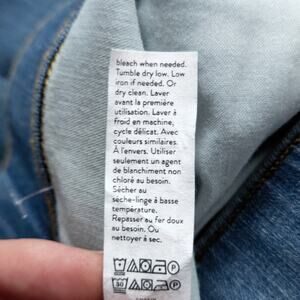 bleach when needed.
Tumble dry low. Low
iron if needed. Or
dry clean. Laver
avant la première
utilisation. Laver à
froid en machine,
cycle délicat. Avec
couleurs similaires.
À l'envers. Utiliser
seulement un agent
de blanchiment non
chloré au besoin.
Sécher au
sèche-linge à basse
température.
Repasser au fer doux
au besoin. Ou
nettoyer à sec.